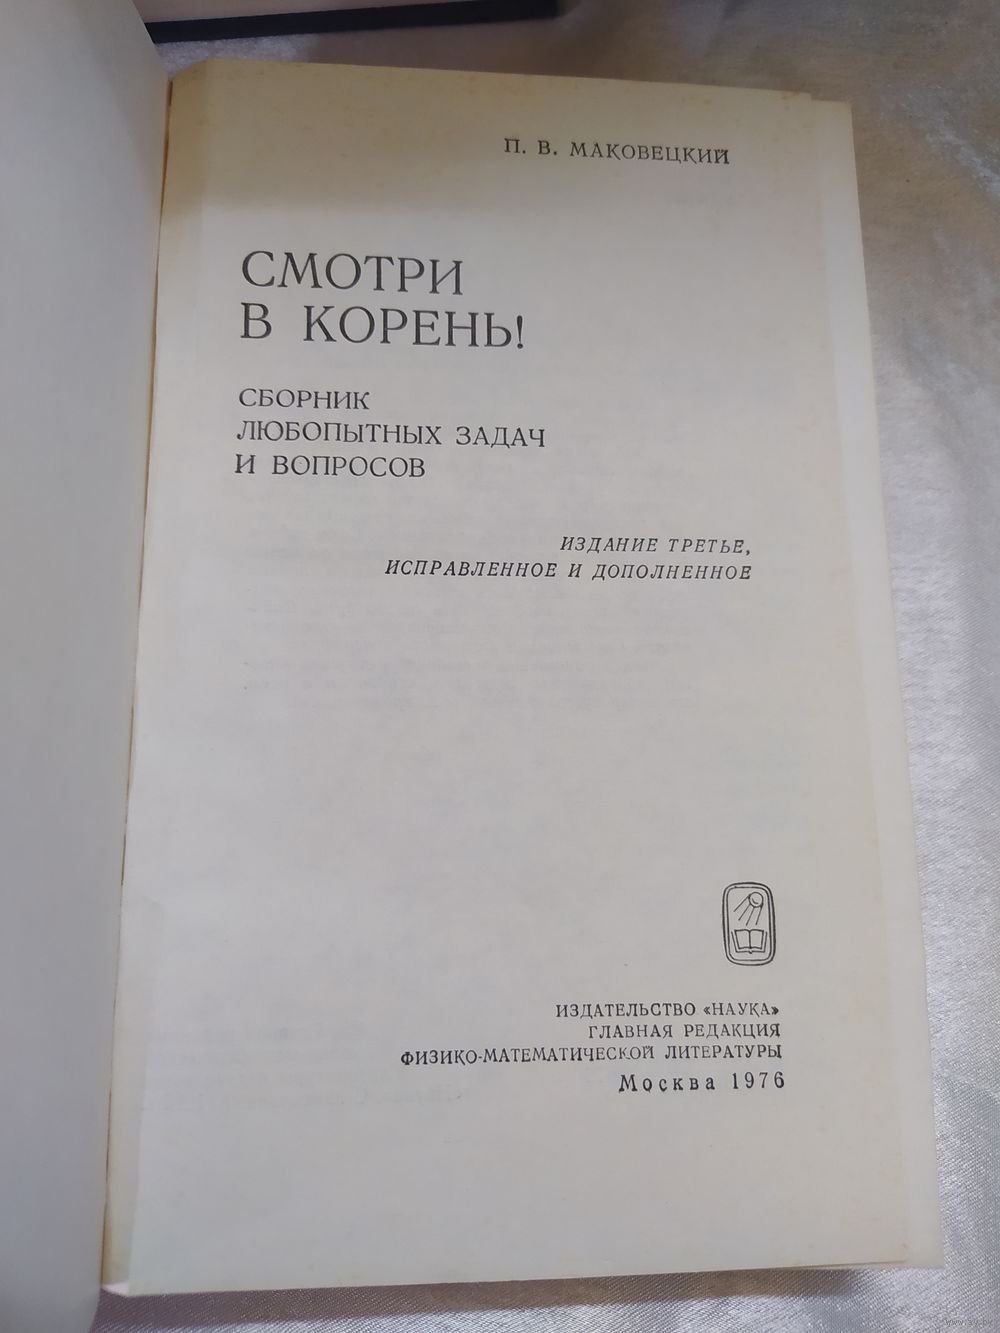 П. В. МАКОВЕЦКИЙ
СМОТРИ
В КОРЕНЬ!
СБОРНИК
ЛЮБОПЫТНЫХ ЗАДАЧ
И ВОПРОСОВ
ИЗДАНИЕ ТРЕТЬЕ,
ИСПРАВЛЕННОЕ И ДОПОЛНЕННОЕ
ИЗДАТЕЛЬСТВО «НАУКА»
ГЛАВНАЯ РЕДАКЦИЯ
ФИЗИКО-МАТЕМАТИЧЕСКОЙ ЛИТЕРАТУРЫ
Москва 1976